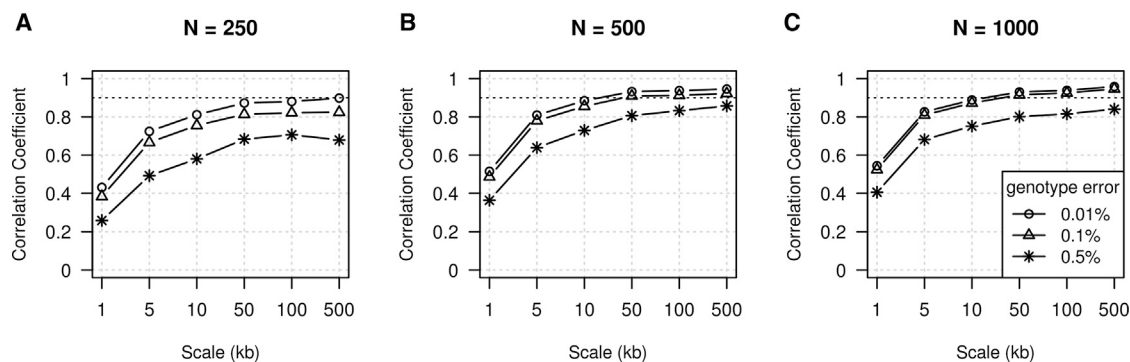 A
N = 250
Correlation Coefficient
1
0.8
0.6
0.4
0.2
0
1 5 10 50 100 500
Scale (kb)
B
N = 500
Correlation Coefficient
1
0.8
0.6
0.4
0.2
0
1 5 10 50 100 500
Scale (kb)
C
N = 1000
Correlation Coefficient
1
0.8
0.6
0.4
0.2
0
genotype error
0.01%
0.1%
0.5%
1 5 10 50 100 500
Scale (kb)